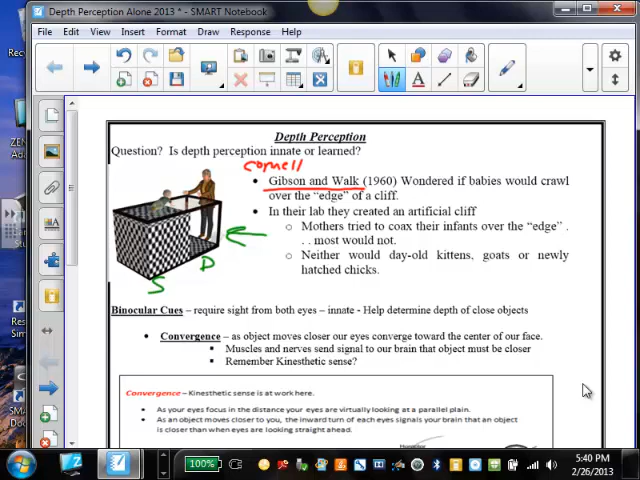 Depth Perception Alone 2013 * - SMART Notebook
File Edit View Insert Format Draw Response Help
Depth Perception
Question? Is depth perception innate or learned?
Cornell
• Gibson and Walk (1960) Wondered if babies would crawl
over the “edge” of a cliff.
• In their lab they created an artificial cliff
o Mothers tried to coax their infants over the “edge” .
. . most would not.
o Neither would day-old kittens, goats or newly
hatched chicks.
D
S
Binocular Cues – require sight from both eyes – innate - Help determine depth of close objects
• Convergence – as object moves closer our eyes converge toward the center of our face.
Muscles and nerves send signal to our brain that object must be closer
Remember Kinesthetic sense?
Convergence – Kinesthetic sense is at work here.
• As your eyes focus in the distance your eyes are virtually looking at a parallel plain.
• As an object moves closer to you, the inward turn of each eyes signals your brain that an object
is closer than when eyes are looking straight ahead.
100%
5:40 PM
2/26/2013